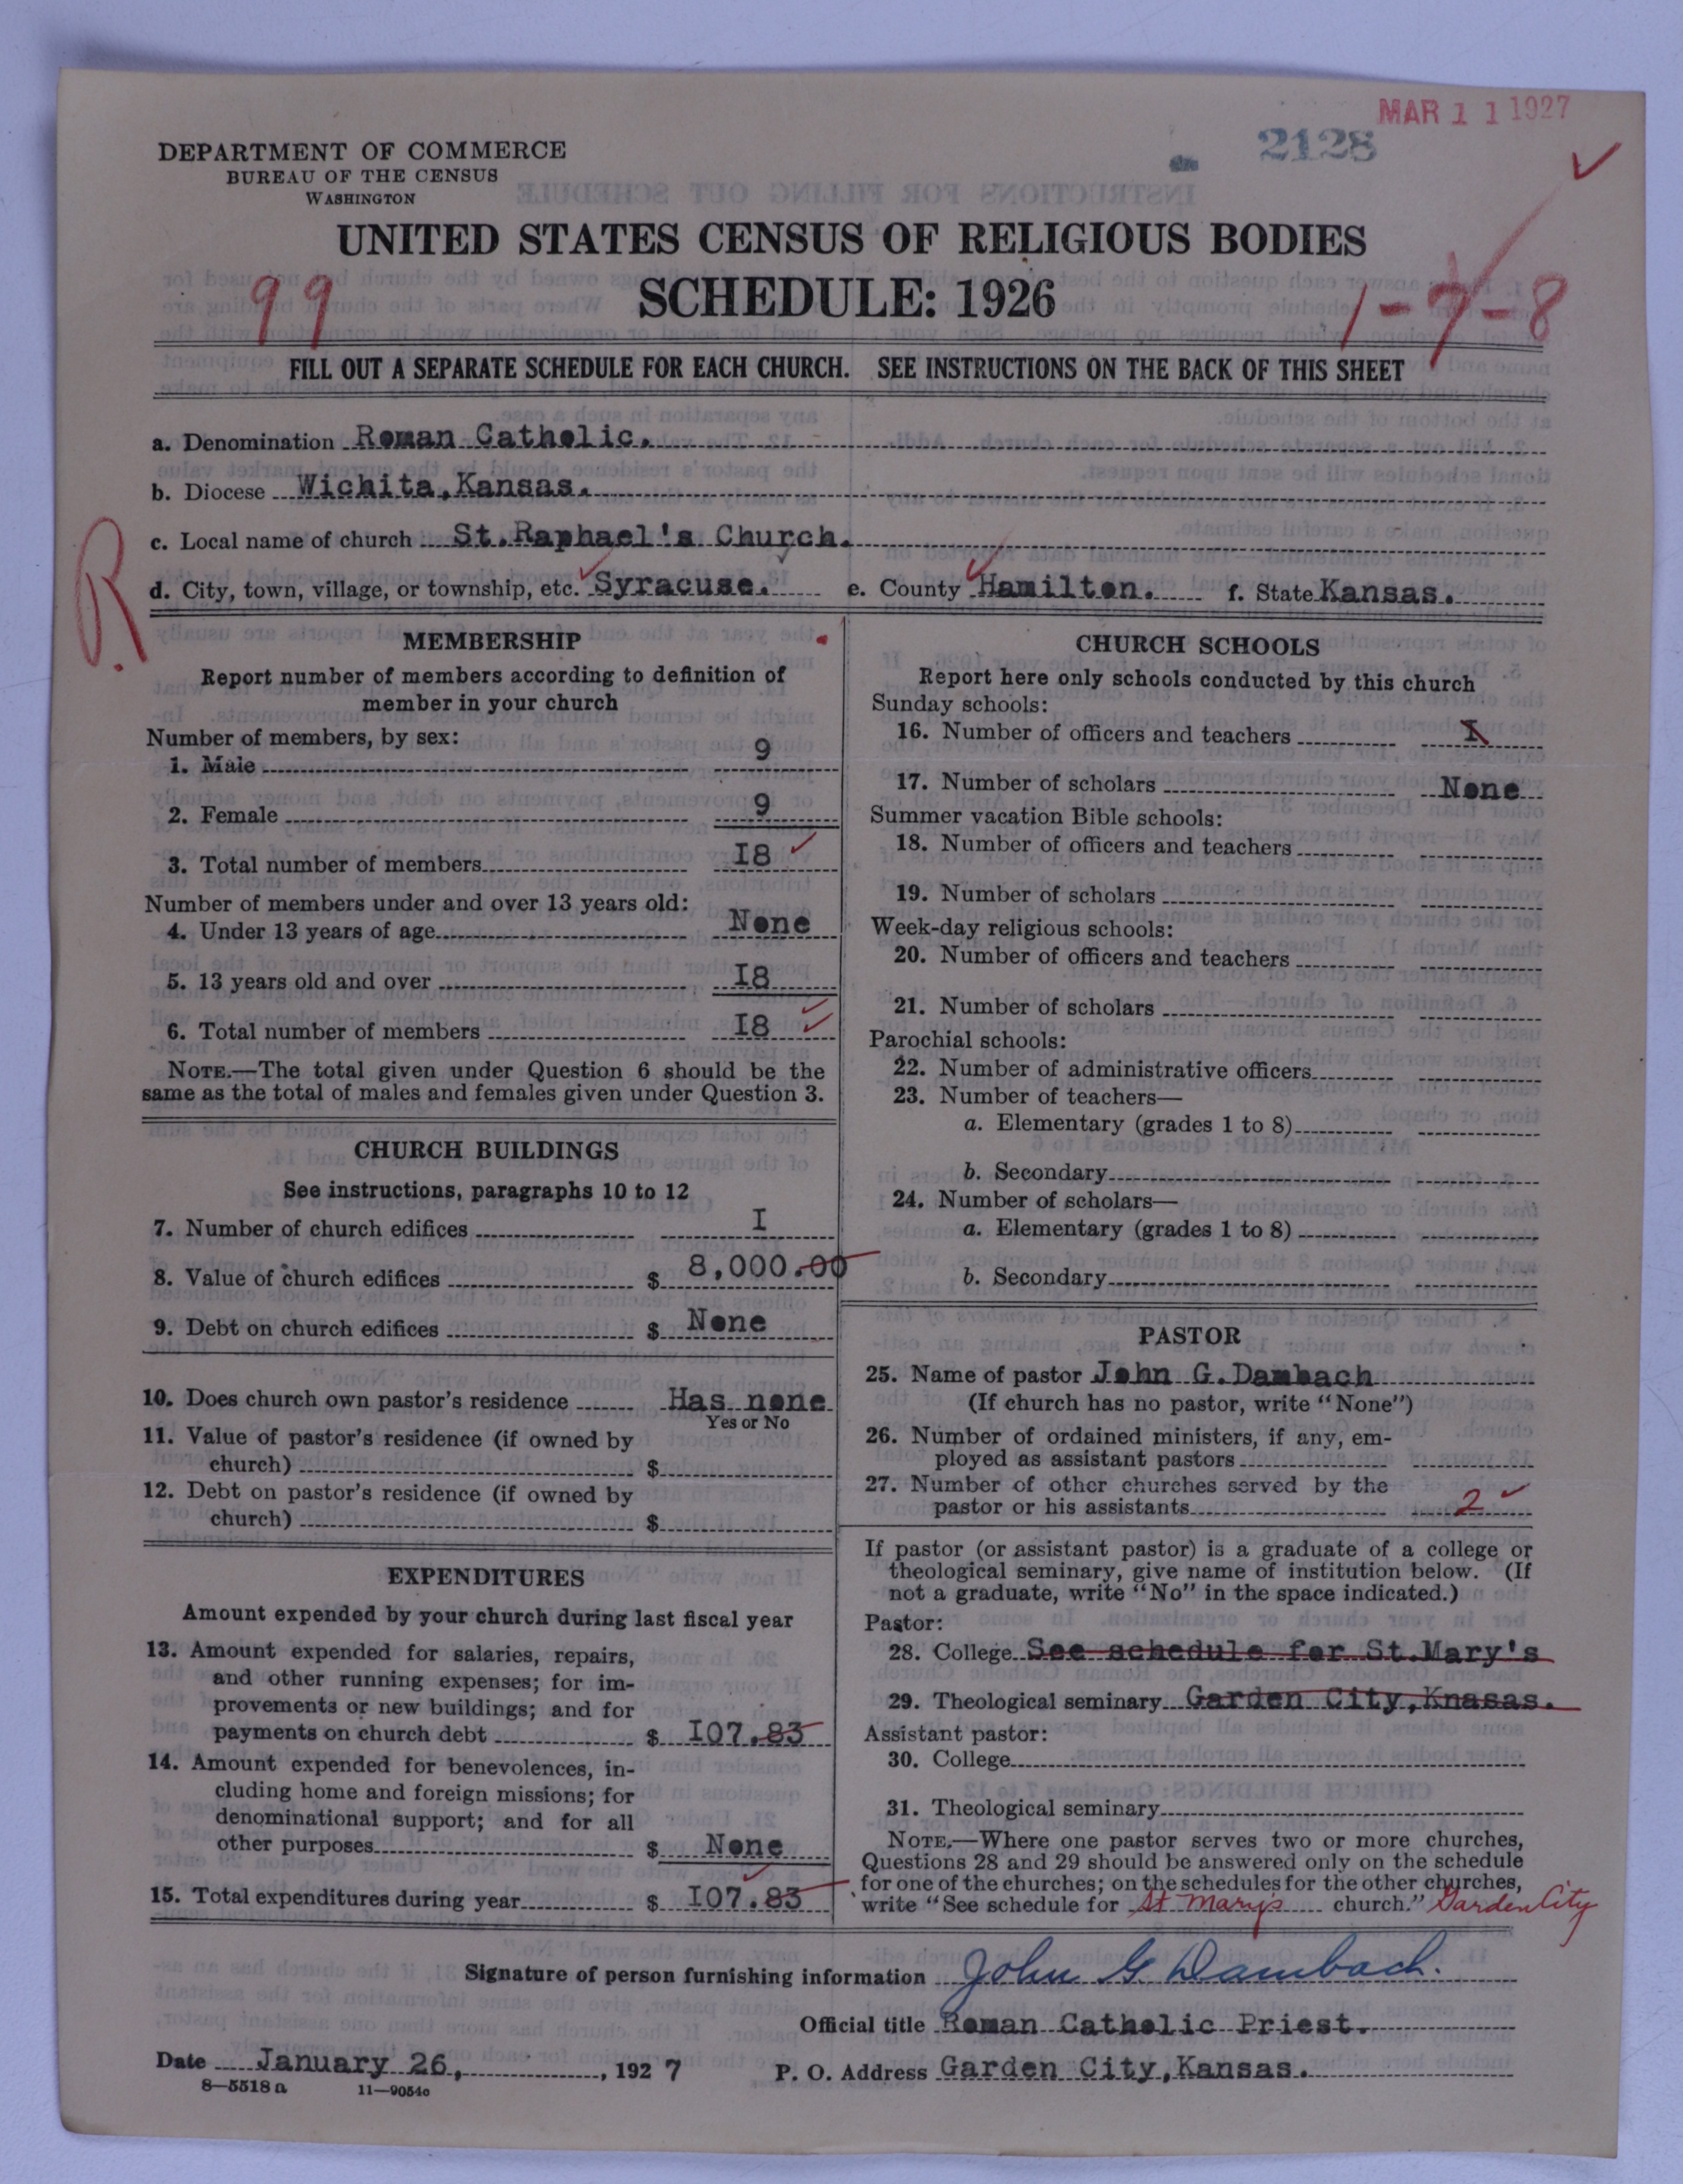 MAR 11 1927
2128
DEPARTMENT OF COMMERCE
BUREAU OF THE CENSUS
WASHINGTON
UNITED STATES CENSUS OF RELIGIOUS BODIES
99
SCHEDULE: 1926
1-7-8
FILL OUT A SEPARATE SCHEDULE FOR EACH CHURCH. SEE INSTRUCTIONS ON THE BACK OF THIS SHEET
a. Denomination Roman Catholic.
b. Diocese Wichita,Kansas.
c. Local name of church St.Raphael's Church.
R
d. City, town, village, or township, etc. Syracuse. e. County Hamilton. f. State Kansas.
MEMBERSHIP
Report number of members according to definition of
member in your church
Number of members, by sex:
1. Male 9
2. Female 9
3. Total number of members I8
Number of members under and over 13 years old:
4. Under 13 years of age None
5. 13 years old and over I8
6. Total number of members I8
NOTE.—The total given under Question 6 should be the
same as the total of males and females given under Question 3.
CHURCH BUILDINGS
See instructions, paragraphs 10 to 12
7. Number of church edifices I
8. Value of church edifices $ 8,000.00
9. Debt on church edifices $ None
10. Does church own pastor's residence Has none
Yes or No
11. Value of pastor's residence (if owned by
church) $
12. Debt on pastor's residence (if owned by
church) $
EXPENDITURES
Amount expended by your church during last fiscal year
13. Amount expended for salaries, repairs,
and other running expenses; for im-
provements or new buildings; and for
payments on church debt $ I07.83
14. Amount expended for benevolences, in-
cluding home and foreign missions; for
denominational support; and for all
other purposes $ None
15. Total expenditures during year $ I07.83
CHURCH SCHOOLS
Report here only schools conducted by this church
Sunday schools:
16. Number of officers and teachers I
17. Number of scholars None
Summer vacation Bible schools:
18. Number of officers and teachers
19. Number of scholars
Week-day religious schools:
20. Number of officers and teachers
21. Number of scholars
Parochial schools:
22. Number of administrative officers
23. Number of teachers—
a. Elementary (grades 1 to 8)
b. Secondary
24. Number of scholars—
a. Elementary (grades 1 to 8)
b. Secondary
PASTOR
25. Name of pastor John G.Dambach
(If church has no pastor, write "None")
26. Number of ordained ministers, if any, em-
ployed as assistant pastors
27. Number of other churches served by the
pastor or his assistants 2
If pastor (or assistant pastor) is a graduate of a college or
theological seminary, give name of institution below. (If
not a graduate, write "No" in the space indicated.)
Pastor:
28. College See schedule for St.Mary's
29. Theological seminary Garden City,Knasas.
Assistant pastor:
30. College
31. Theological seminary
NOTE.—Where one pastor serves two or more churches,
Questions 28 and 29 should be answered only on the schedule
for one of the churches; on the schedules for the other churches,
write "See schedule for St Mary's church." Garden City
Signature of person furnishing information John G Dambach.
Official title Roman Catholic Priest.
Date January 26, 1927 P. O. Address Garden City,Kansas.
8—5518 a 11—9054c